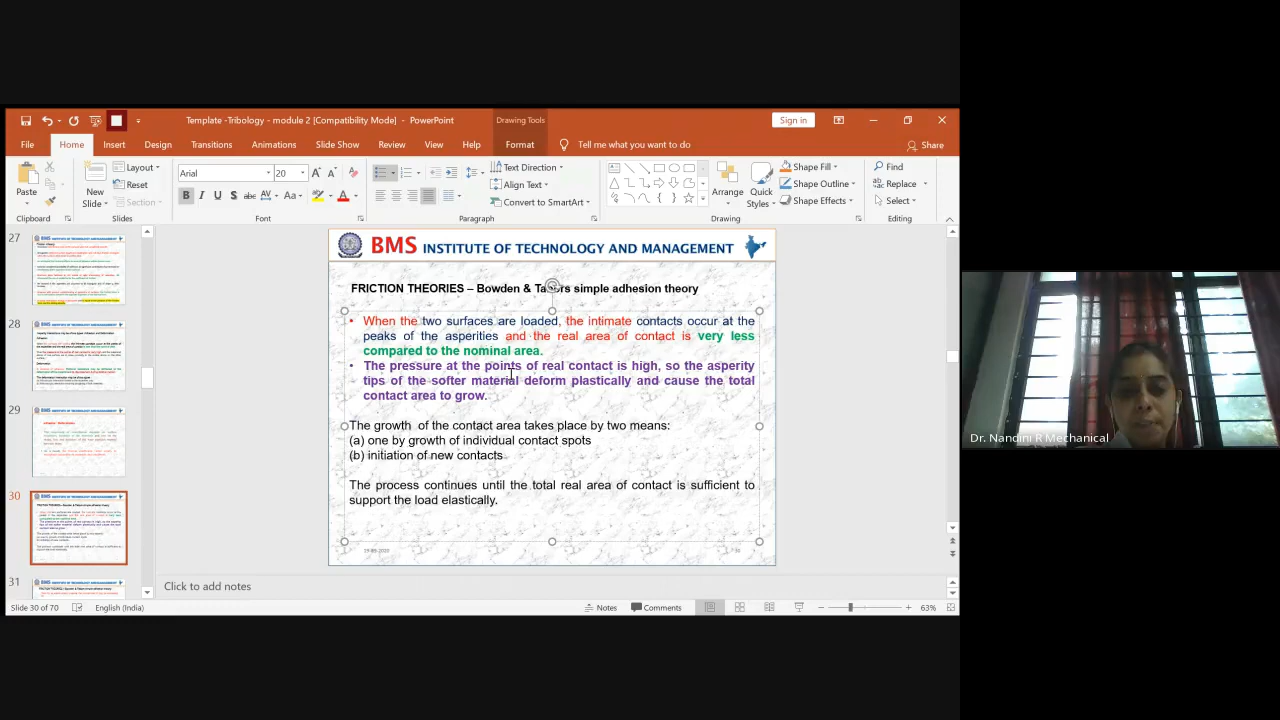 Template -Tribology - module 2 [Compatibility Mode] - PowerPoint
Drawing Tools
Sign in
File
Home
Insert
Design
Transitions
Animations
Slide Show
Review
View
Help
Format
Tell me what you want to do
Share
Paste
Clipboard
New Slide
Layout
Reset
Section
Slides
Arial
20
Font
Text Direction
Align Text
Convert to SmartArt
Paragraph
Arrange
Quick Styles
Shape Fill
Shape Outline
Shape Effects
Drawing
Find
Replace
Select
Editing
27
28
29
30
31
BMS INSTITUTE OF TECHNOLOGY AND MANAGEMENT
FRICTION THEORIES – Bowden & Tabor's simple adhesion theory
• When the two surfaces are loaded, the intimate contacts occur at the
peaks of the asperities and the real area of contact is very less
compared to the nominal area.
• The pressure at the points of real contact is high, so the asperity
tips of the softer material deform plastically and cause the total
contact area to grow.
The growth of the contact area takes place by two means:
(a) one by growth of individual contact spots
(b) initiation of new contacts
The process continues until the total real area of contact is sufficient to
support the load elastically.
Click to add notes
Slide 30 of 70
English (India)
Notes
Comments
63%
Dr. Nandini R Mechanical